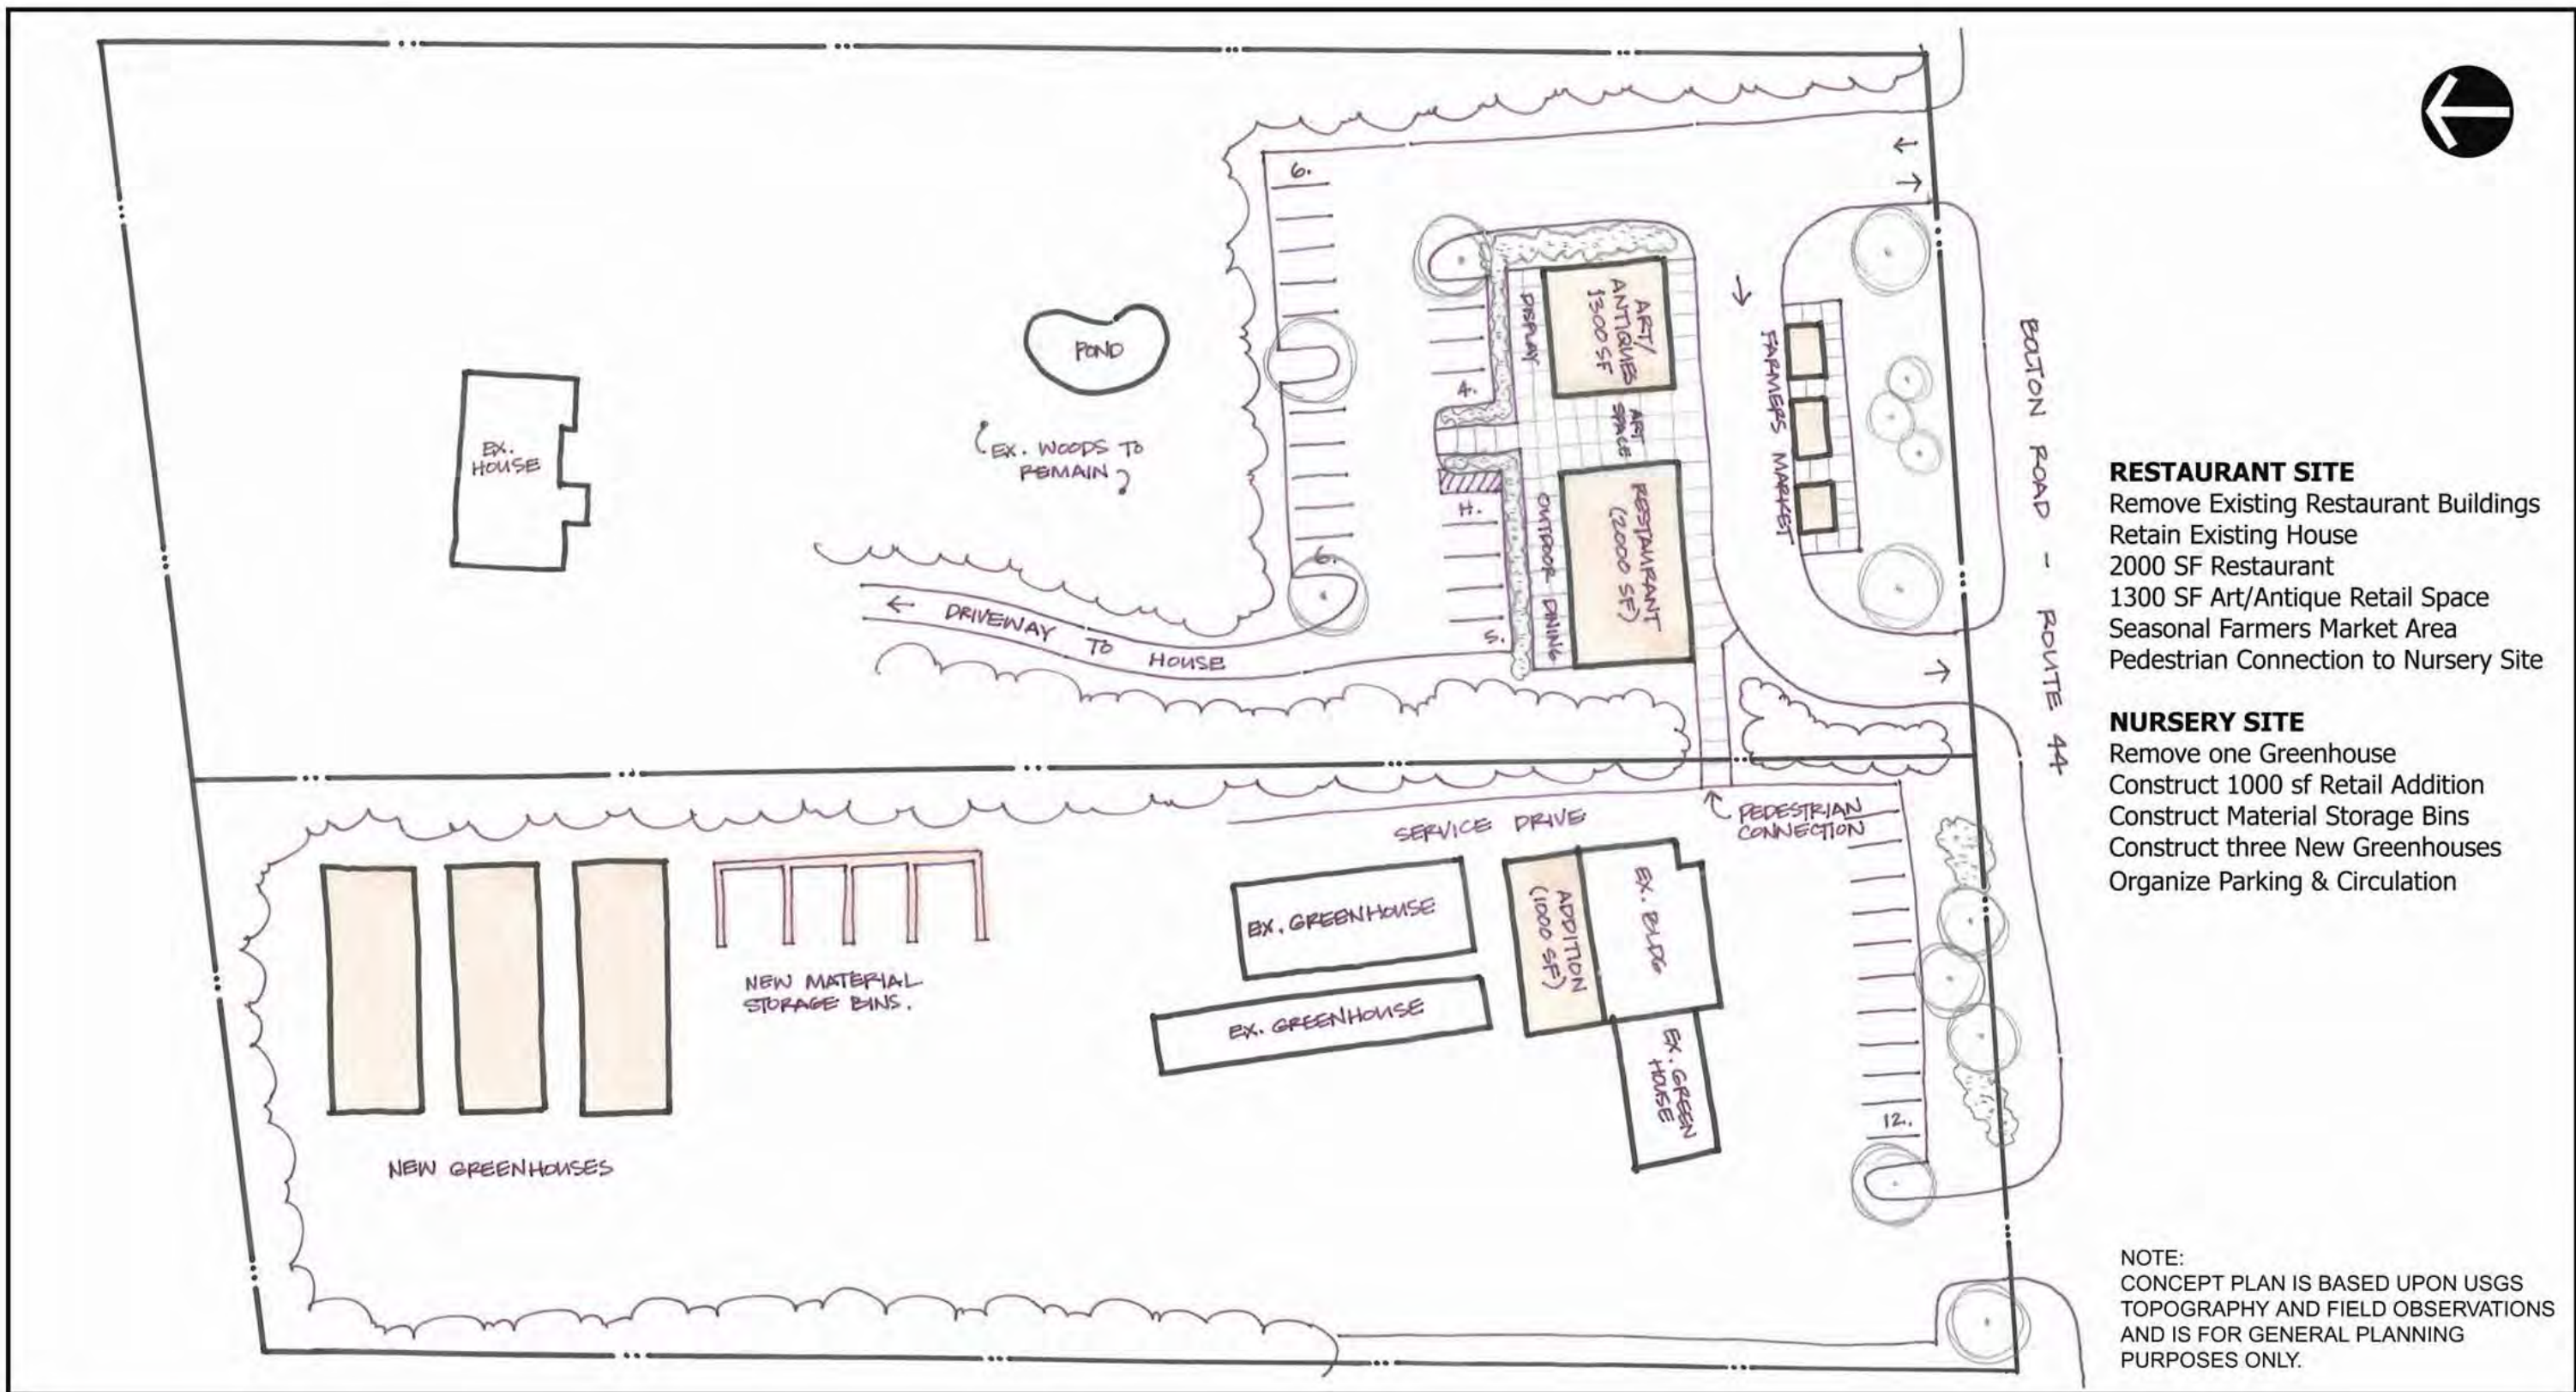 6.
POND
EX.
HOUSE
EX. WOODS TO
REMAIN
6.
← DRIVEWAY TO HOUSE
4.
H.
5.
DISPLAY
ART/
ANTIQUES
1300 SF
ART
SPACE
OUTDOOR DINING
RESTAURANT
(2000 SF)
FARMERS MARKET
BOLTON ROAD - ROUTE 44
SERVICE DRIVE
PEDESTRIAN
CONNECTION
EX. GREENHOUSE
EX. GREENHOUSE
ADDITION
(1000 SF)
EX. BLDG
EX. GREEN
HOUSE
12.
NEW MATERIAL
STORAGE BINS.
NEW GREENHOUSES
RESTAURANT SITE
Remove Existing Restaurant Buildings
Retain Existing House
2000 SF Restaurant
1300 SF Art/Antique Retail Space
Seasonal Farmers Market Area
Pedestrian Connection to Nursery Site
NURSERY SITE
Remove one Greenhouse
Construct 1000 sf Retail Addition
Construct Material Storage Bins
Construct three New Greenhouses
Organize Parking & Circulation
NOTE:
CONCEPT PLAN IS BASED UPON USGS
TOPOGRAPHY AND FIELD OBSERVATIONS
AND IS FOR GENERAL PLANNING
PURPOSES ONLY.